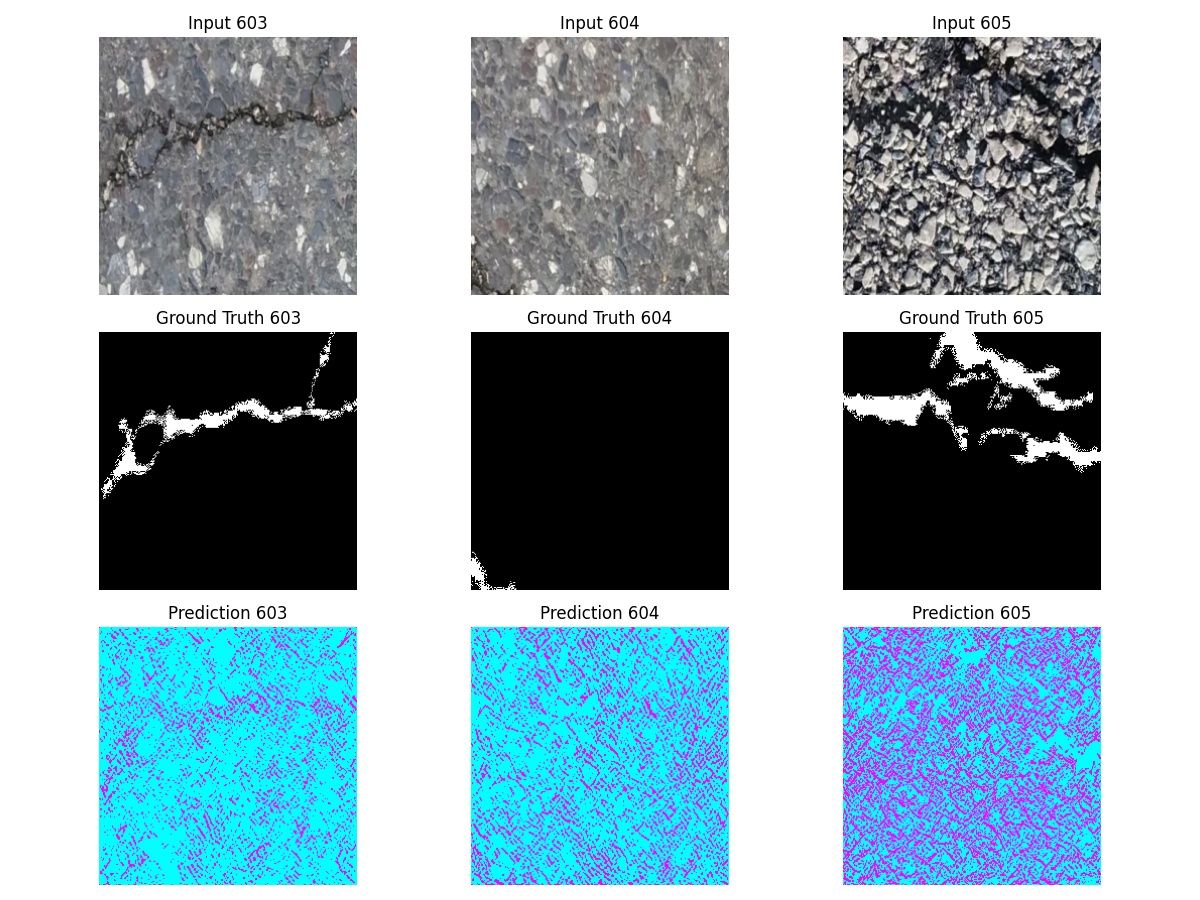 Input 603
Input 604
Input 605
Ground Truth 603
Ground Truth 604
Ground Truth 605
Prediction 603
Prediction 604
Prediction 605